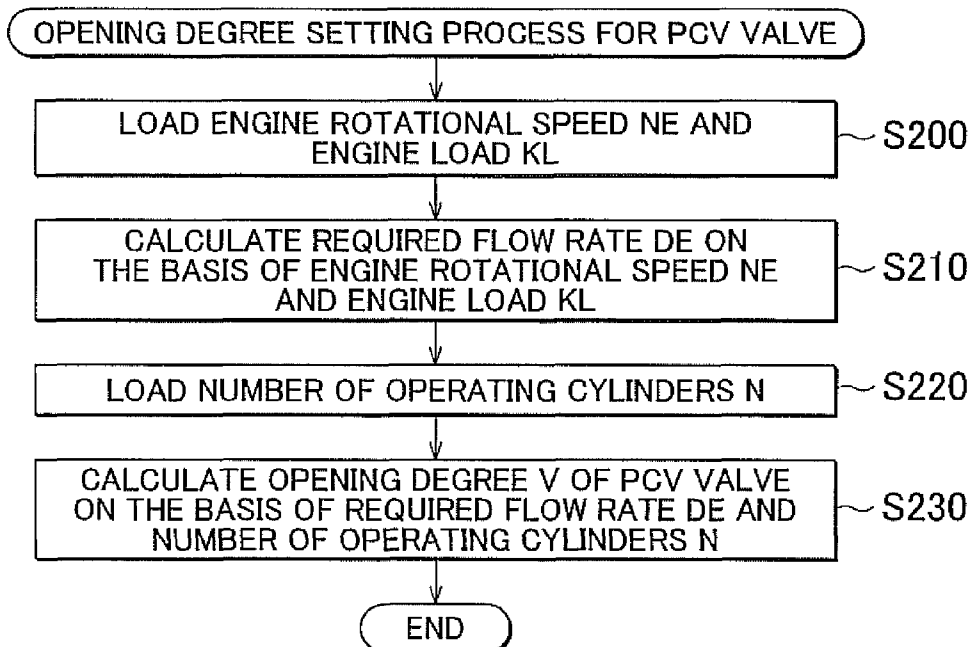 OPENING DEGREE SETTING PROCESS FOR PCV VALVE
LOAD ENGINE ROTATIONAL SPEED NE AND
ENGINE LOAD KL
S200
CALCULATE REQUIRED FLOW RATE DE ON
THE BASIS OF ENGINE ROTATIONAL SPEED NE
AND ENGINE LOAD KL
S210
LOAD NUMBER OF OPERATING CYLINDERS N
S220
CALCULATE OPENING DEGREE V OF PCV VALVE
ON THE BASIS OF REQUIRED FLOW RATE DE AND
NUMBER OF OPERATING CYLINDERS N
S230
END